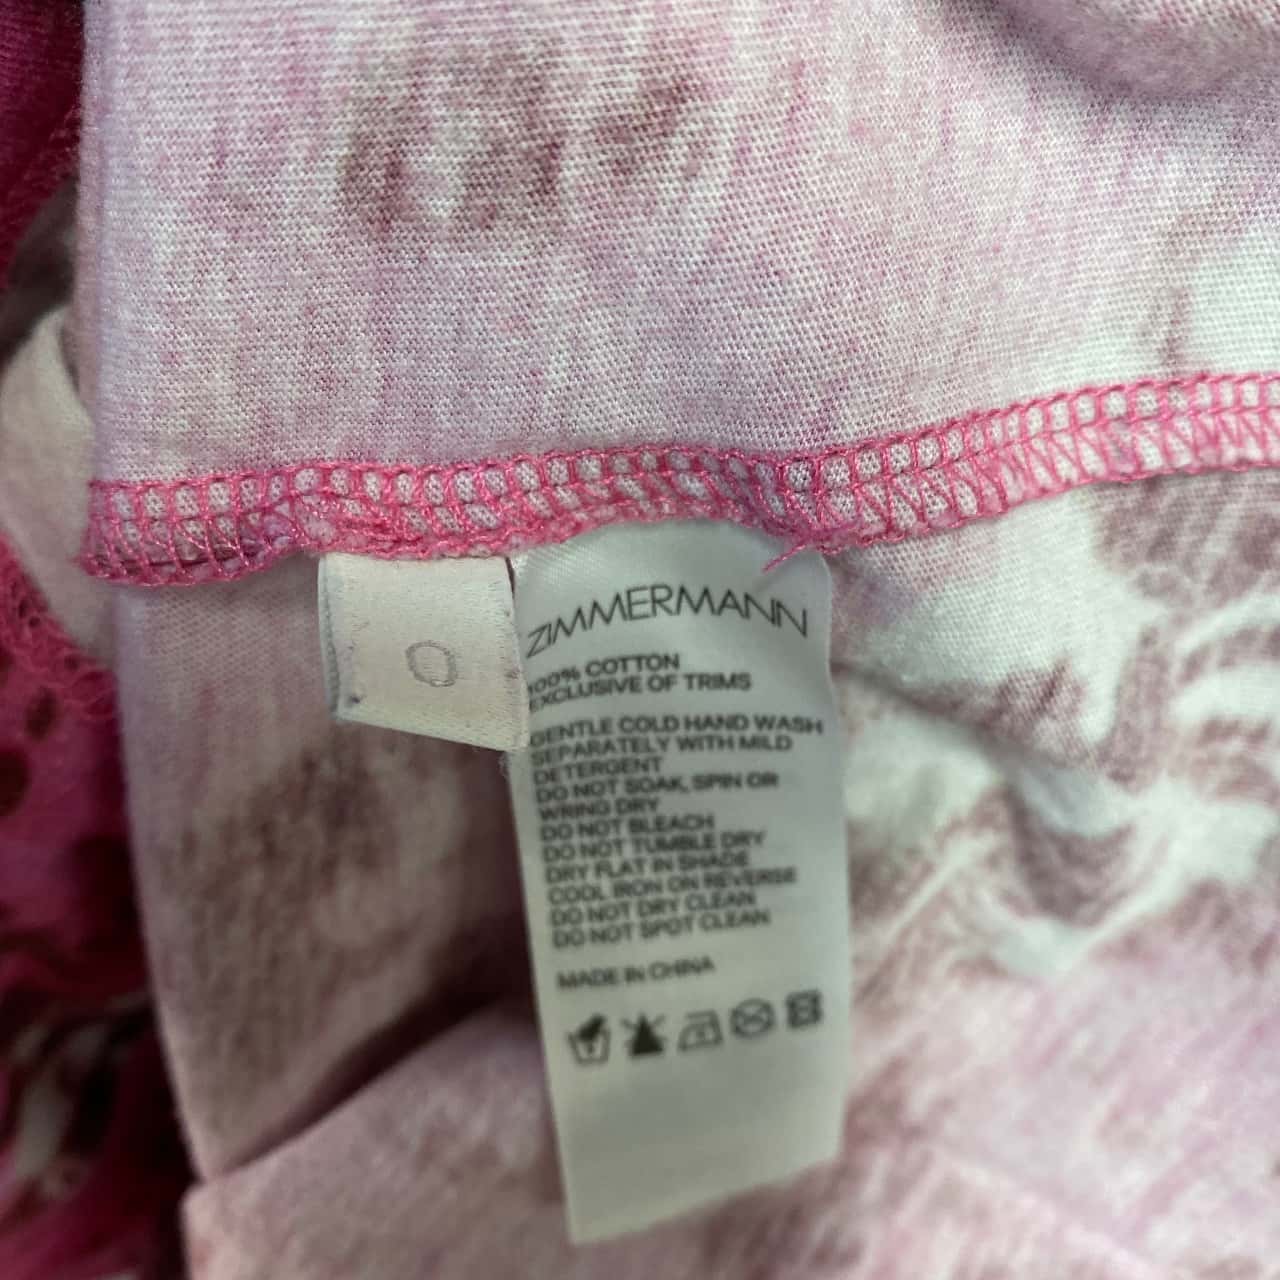 0
ZIMMERMANN
100% COTTON
EXCLUSIVE OF TRIMS
GENTLE COLD HAND WASH
SEPARATELY WITH MILD
DETERGENT
DO NOT SOAK, SPIN OR
WRING DRY
DO NOT BLEACH
DO NOT TUMBLE DRY
DRY FLAT IN SHADE
COOL IRON ON REVERSE
DO NOT DRY CLEAN
DO NOT SPOT CLEAN
MADE IN CHINA